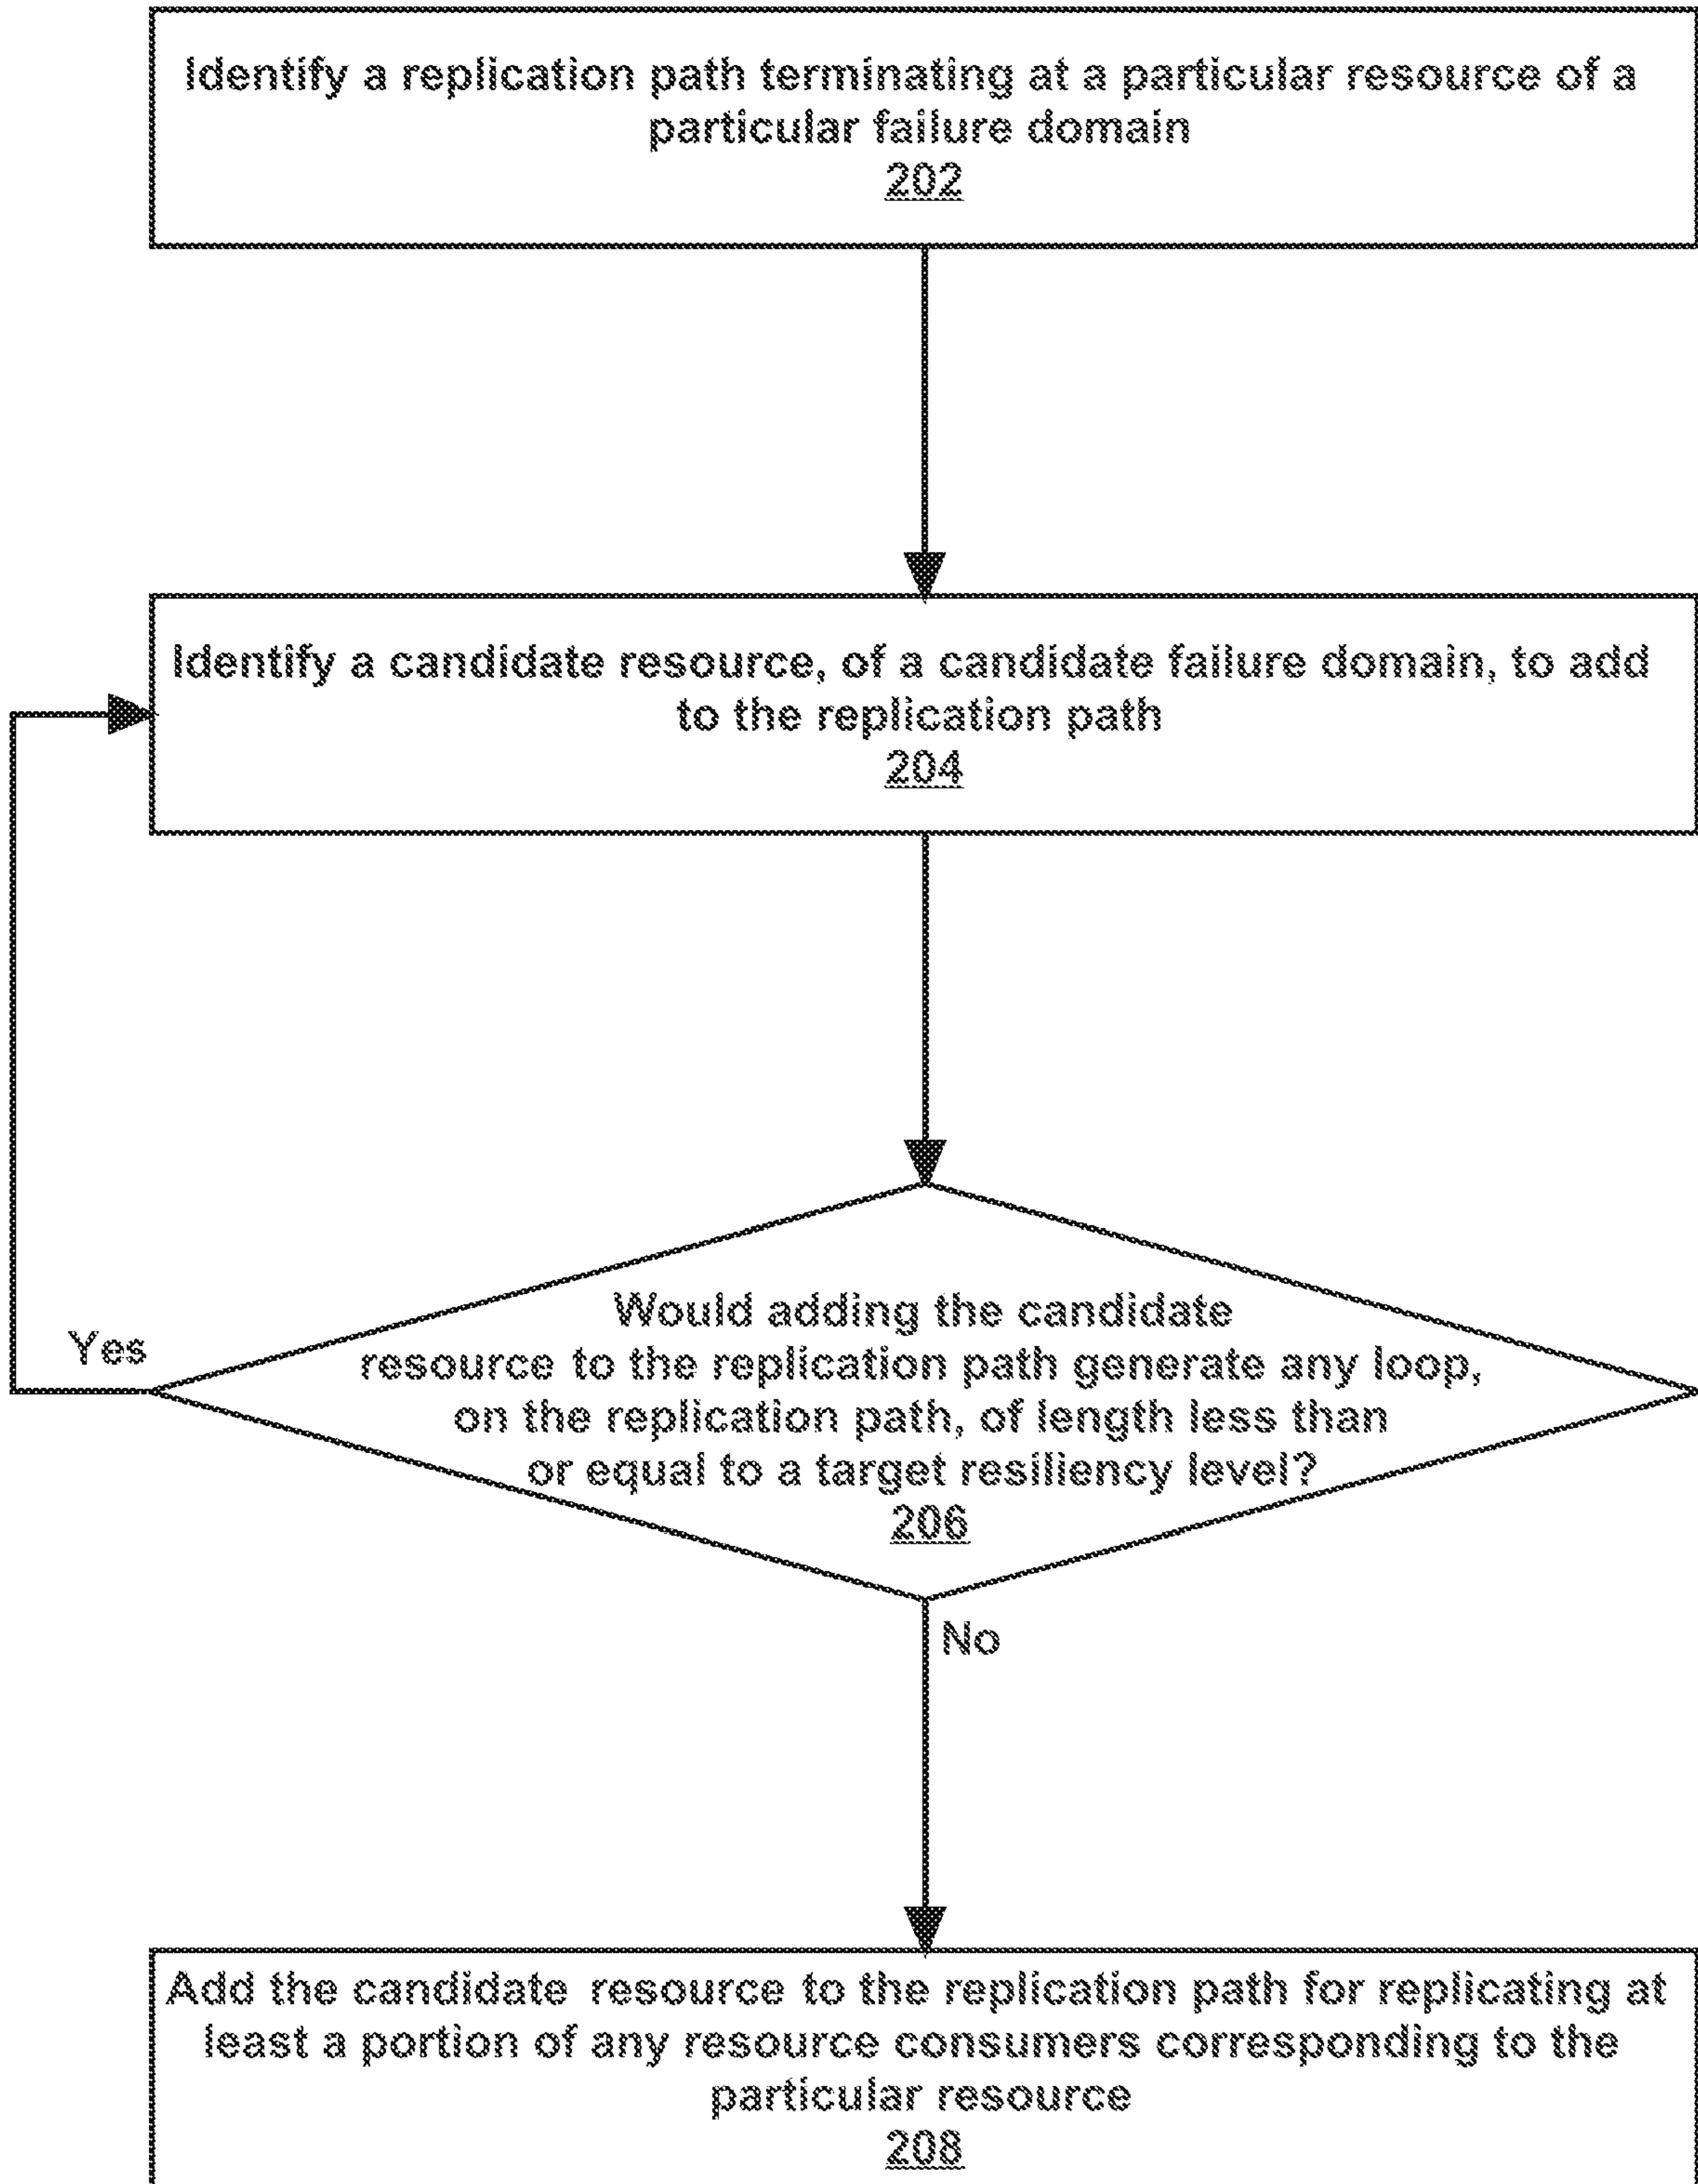 Identify a replication path terminating at a particular resource of a
particular failure domain
202
Identify a candidate resource, of a candidate failure domain, to add
to the replication path
204
Would adding the candidate
resource to the replication path generate any loop,
on the replication path, of length less than
or equal to a target resiliency level?
206
Yes
No
Add the candidate resource to the replication path for replicating at
least a portion of any resource consumers corresponding to the
particular resource
208